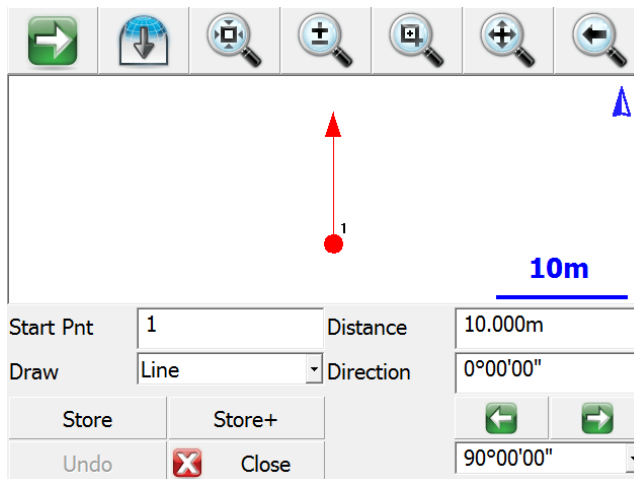 1
10m
Start Pnt 1 Distance 10.000m
Draw Line Direction 0°00'00"
Store Store+
Undo Close 90°00'00"